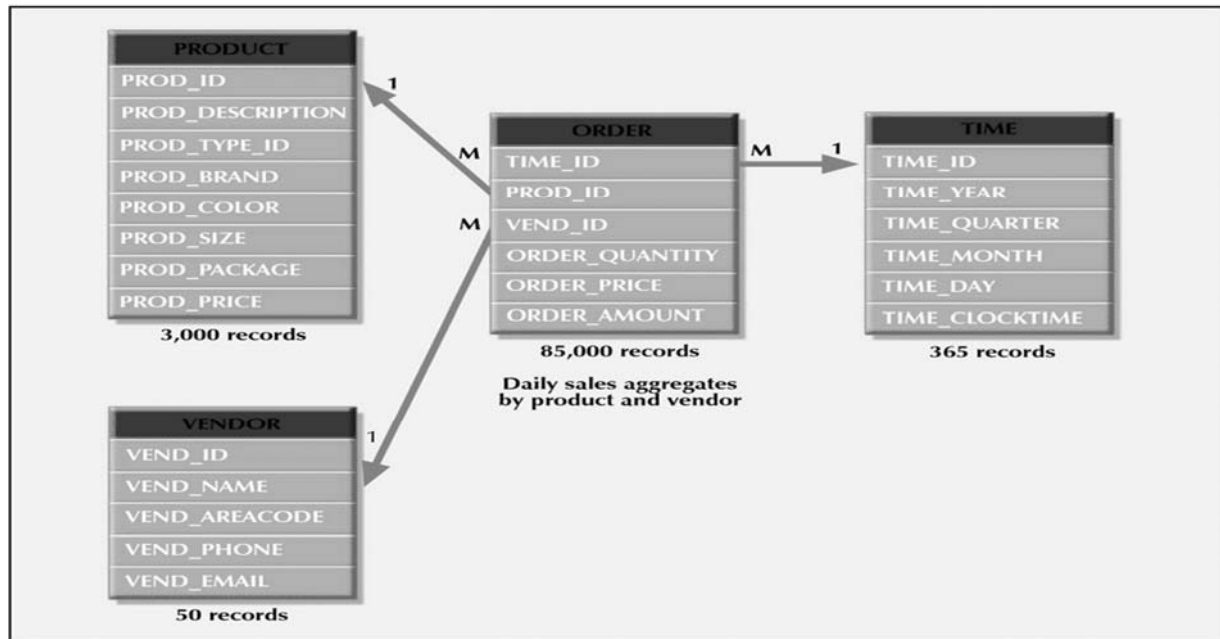 PRODUCT
PROD_ID
PROD_DESCRIPTION
PROD_TYPE_ID
PROD_BRAND
PROD_COLOR
PROD_SIZE
PROD_PACKAGE
PROD_PRICE
3,000 records
1
M
M
1
ORDER
TIME_ID
PROD_ID
VEND_ID
ORDER_QUANTITY
ORDER_PRICE
ORDER_AMOUNT
85,000 records
Daily sales aggregates
by product and vendor
M
1
TIME
TIME_ID
TIME_YEAR
TIME_QUARTER
TIME_MONTH
TIME_DAY
TIME_CLOCKTIME
365 records
VENDOR
VEND_ID
VEND_NAME
VEND_AREACODE
VEND_PHONE
VEND_EMAIL
50 records